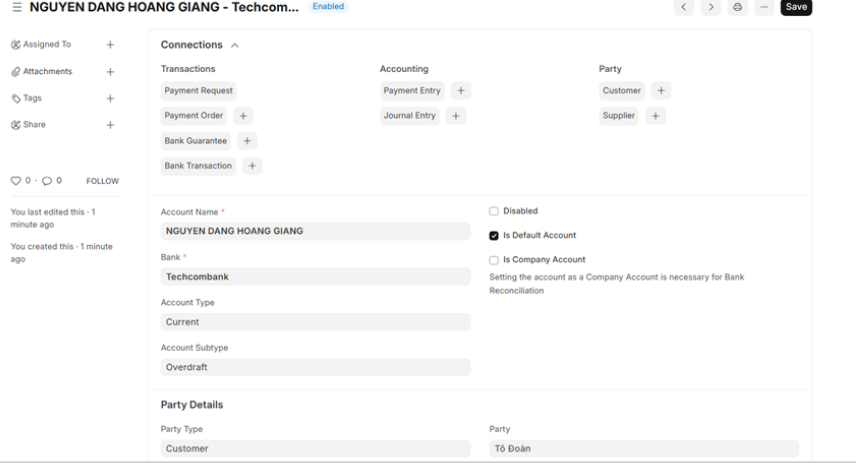 NGUYEN DANG HOANG GIANG - Techcom...
Enabled
Save
Assigned To
Attachments
Tags
Share
0 · 0 FOLLOW
You last edited this · 1
minute ago
You created this · 1 minute
ago
Connections
Transactions
Payment Request
Payment Order
Bank Guarantee
Bank Transaction
Accounting
Payment Entry
Journal Entry
Party
Customer
Supplier
Account Name *
NGUYEN DANG HOANG GIANG
Bank *
Techcombank
Account Type
Current
Account Subtype
Overdraft
Disabled
Is Default Account
Is Company Account
Setting the account as a Company Account is necessary for Bank
Reconciliation
Party Details
Party Type
Customer
Party
Tô Đoàn